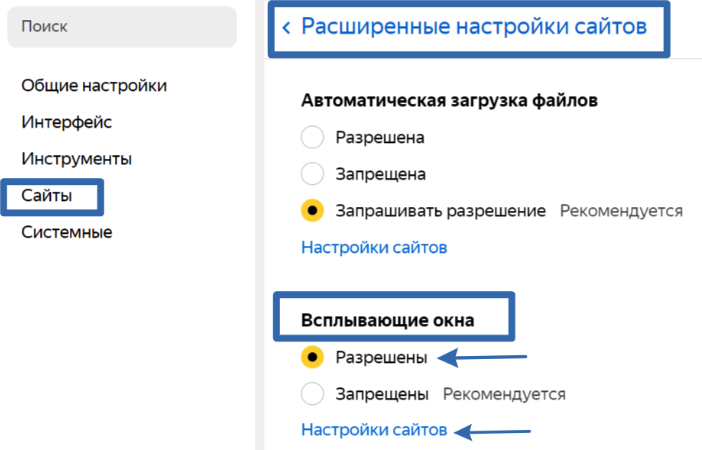 Поиск
Общие настройки
Интерфейс
Инструменты
Сайты
Системные
Расширенные настройки сайтов
Автоматическая загрузка файлов
Разрешена
Запрещена
Запрашивать разрешение Рекомендуется
Настройки сайтов
Всплывающие окна
Разрешены
Запрещены Рекомендуется
Настройки сайтов